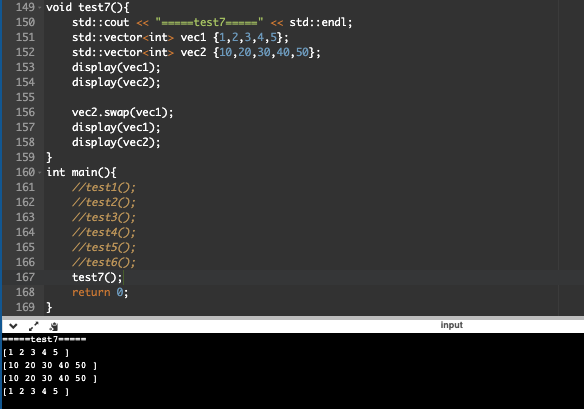 149 void test7(){
150     std::cout << "=====test7=====" << std::endl;
151     std::vector<int> vec1 {1,2,3,4,5};
152     std::vector<int> vec2 {10,20,30,40,50};
153     display(vec1);
154     display(vec2);
155
156     vec2.swap(vec1);
157     display(vec1);
158     display(vec2);
159 }
160 int main(){
161     //test1();
162     //test2();
163     //test3();
164     //test4();
165     //test5();
166     //test6();
167     test7();
168     return 0;
169 }
input
=====test7=====
[1 2 3 4 5 ]
[10 20 30 40 50 ]
[10 20 30 40 50 ]
[1 2 3 4 5 ]